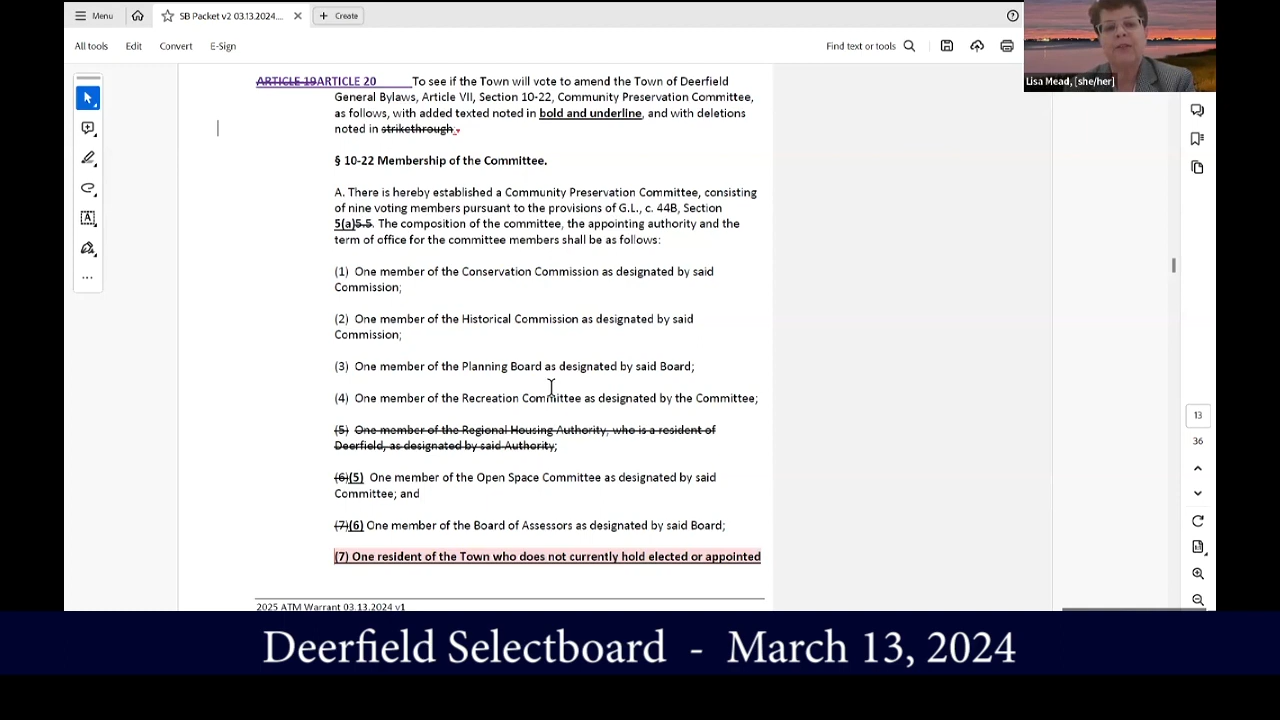 Menu
SB Packet v2 03.13.2024...
Create
All tools
Edit
Convert
E-Sign
Find text or tools
Lisa Mead, [she/her]
ARTICLE 19ARTICLE 20 To see if the Town will vote to amend the Town of Deerfield
General Bylaws, Article VII, Section 10-22, Community Preservation Committee,
as follows, with added texted noted in bold and underline, and with deletions
noted in strikethrough.
§ 10-22 Membership of the Committee.
A. There is hereby established a Community Preservation Committee, consisting
of nine voting members pursuant to the provisions of G.L., c. 44B, Section
5(a)5.5. The composition of the committee, the appointing authority and the
term of office for the committee members shall be as follows:
(1) One member of the Conservation Commission as designated by said
Commission;
(2) One member of the Historical Commission as designated by said
Commission;
(3) One member of the Planning Board as designated by said Board;
(4) One member of the Recreation Committee as designated by the Committee;
(5) One member of the Regional Housing Authority, who is a resident of
Deerfield, as designated by said Authority;
(6)(5) One member of the Open Space Committee as designated by said
Committee; and
(7)(6) One member of the Board of Assessors as designated by said Board;
(7) One resident of the Town who does not currently hold elected or appointed
2025 ATM Warrant 03.13.2024 v1
13
36
Deerfield Selectboard - March 13, 2024